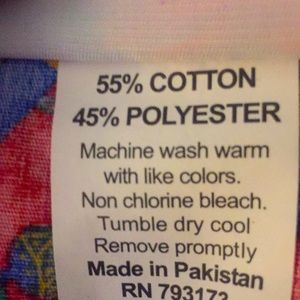 55% COTTON
45% POLYESTER
Machine wash warm
with like colors.
Non chlorine bleach.
Tumble dry cool
Remove promptly
Made in Pakistan
RN 793172